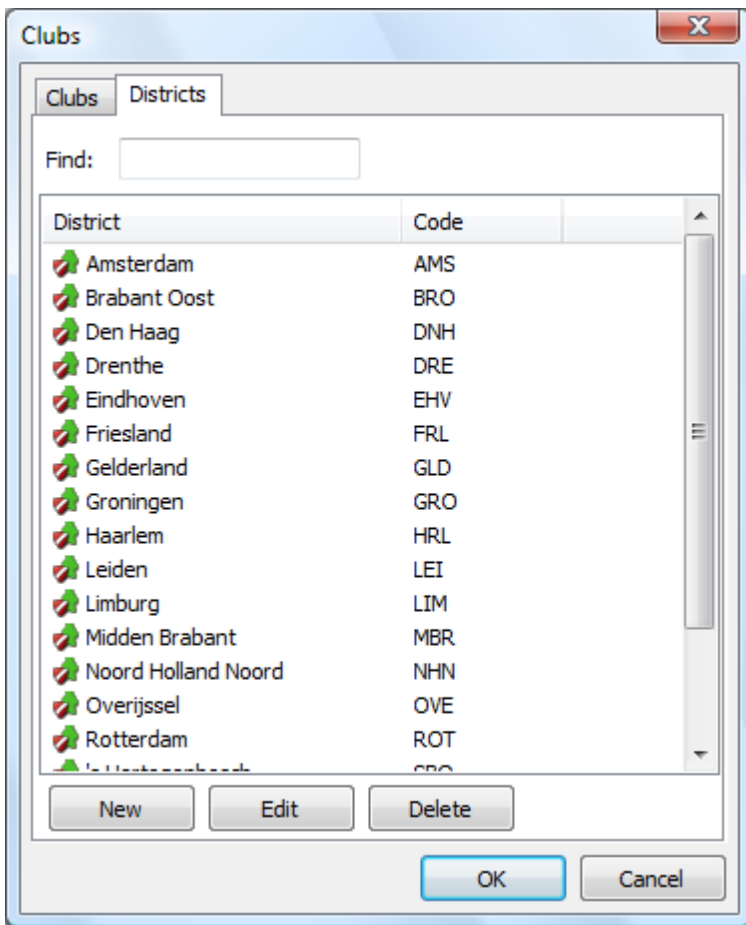 Clubs
Clubs Districts
Find:
District Code
Amsterdam AMS
Brabant Oost BRO
Den Haag DNH
Drenthe DRE
Eindhoven EHV
Friesland FRL
Gelderland GLD
Groningen GRO
Haarlem HRL
Leiden LEI
Limburg LIM
Midden Brabant MBR
Noord Holland Noord NHN
Overijssel OVE
Rotterdam ROT
New Edit Delete
OK Cancel